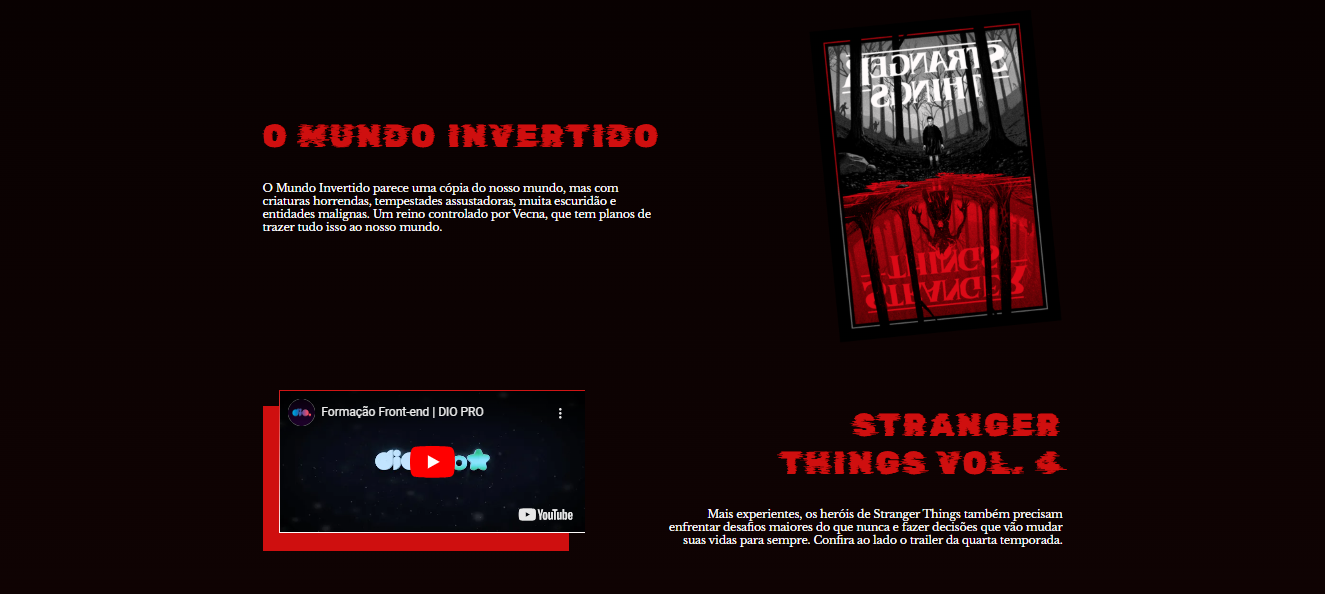 O MUNDO INVERTIDO
O Mundo Invertido parece uma cópia do nosso mundo, mas com
criaturas horrendas, tempestades assustadoras, muita escuridão e
entidades malignas. Um reino controlado por Vecna, que tem planos de
trazer tudo isso ao nosso mundo.
STRANGER
THINGS
THINGS
STRANGER
dio.
Formação Front-end | DIO PRO
YouTube
STRANGER
THINGS VOL. 4
Mais experientes, os heróis de Stranger Things também precisam
enfrentar desafios maiores do que nunca e fazer decisões que vão mudar
suas vidas para sempre. Confira ao lado o trailer da quarta temporada.